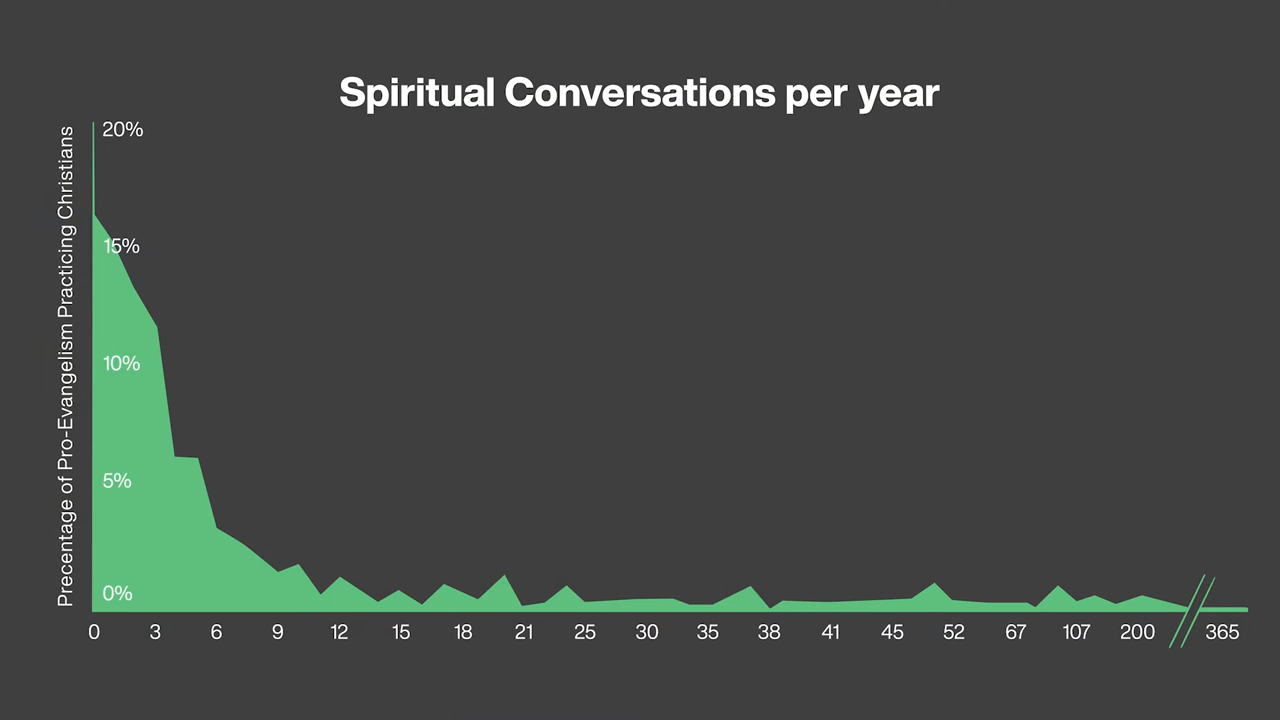 Spiritual Conversations per year
Precentage of Pro-Evangelism Practicing Christians
20%
15%
10%
5%
0%
0 3 6 9 12 15 18 21 25 30 35 38 41 45 52 67 107 200 365